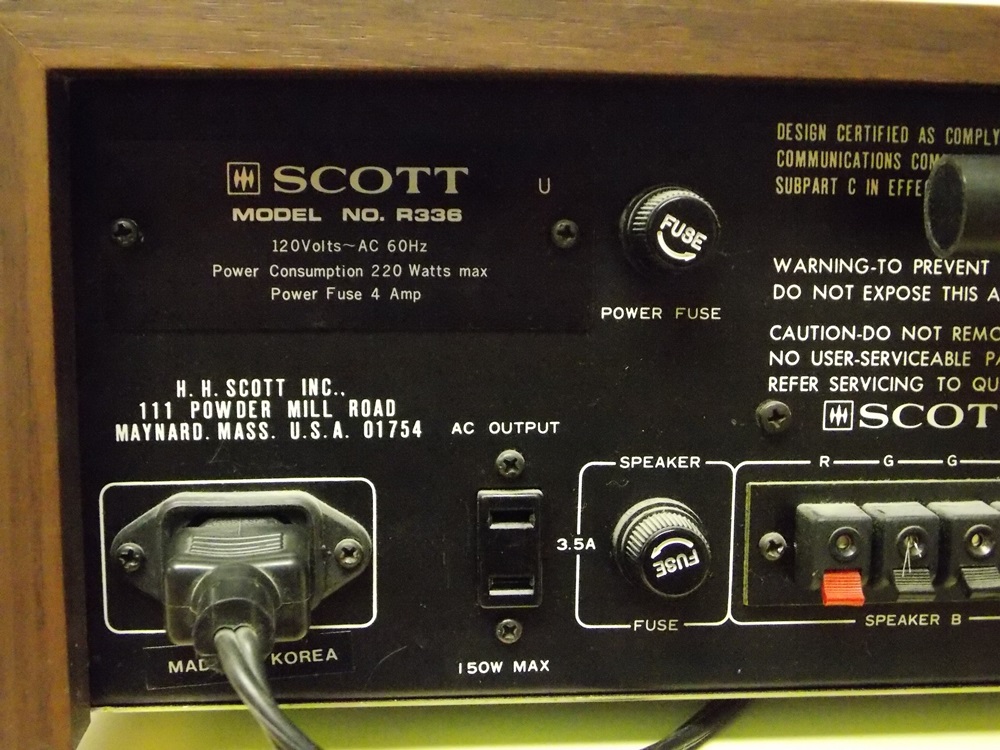 SCOTT
U
MODEL NO. R336
120Volts~AC 60Hz
Power Consumption 220 Watts max
Power Fuse 4 Amp
FUSE
POWER FUSE
DESIGN CERTIFIED AS COMPLY
COMMUNICATIONS COM
SUBPART C IN EFFE
WARNING-TO PREVENT
DO NOT EXPOSE THIS A
CAUTION-DO NOT REMO
NO USER-SERVICEABLE PA
REFER SERVICING TO QU
SCOT
H.H. SCOTT INC.,
111 POWDER MILL ROAD
MAYNARD. MASS. U.S.A. 01754
AC OUTPUT
150W MAX
SPEAKER
3.5A
FUSE
FUSE
R G G
SPEAKER B
MAD KOREA